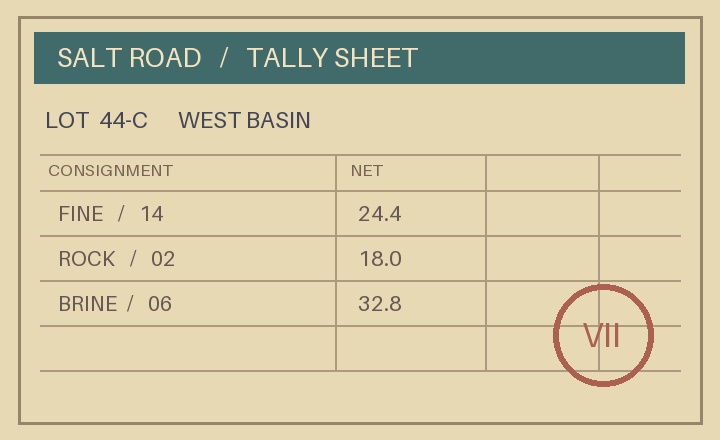 SALT ROAD / TALLY SHEET
LOT 44-C WEST BASIN
CONSIGNMENT NET
FINE / 14 24.4
ROCK / 02 18.0
BRINE / 06 32.8
VII